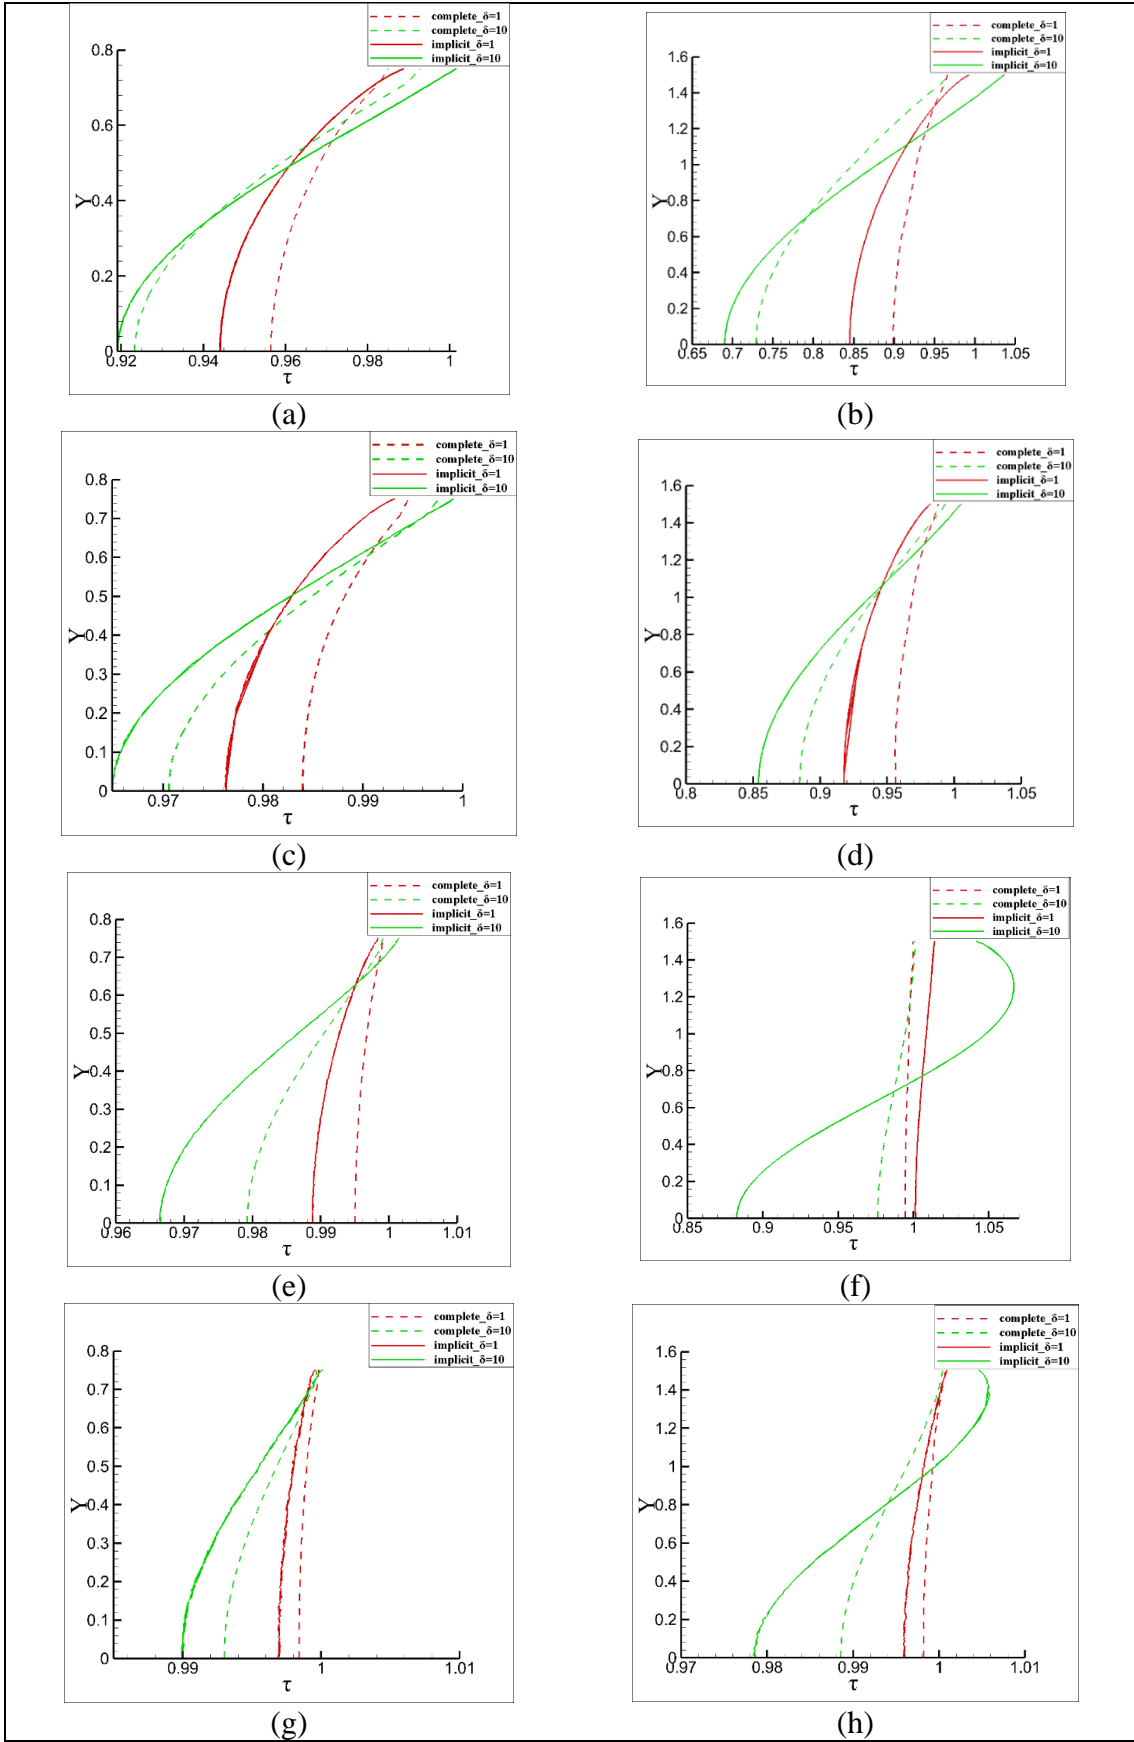 complete_δ=1
complete_δ=10
implicit_δ=1
implicit_δ=10
0.8
0.6
Y
0.4
0.2
0
0.92 0.94 0.96 0.98 1
τ
(a)
complete_δ=1
complete_δ=10
implicit_δ=1
implicit_δ=10
1.6
1.4
1.2
1
Y
0.8
0.6
0.4
0.2
0
0.65 0.7 0.75 0.8 0.85 0.9 0.95 1 1.05
τ
(b)
complete_δ=1
complete_δ=10
implicit_δ=1
implicit_δ=10
0.8
0.7
0.6
0.5
Y
0.4
0.3
0.2
0.1
0
0.97 0.98 0.99 1
τ
(c)
complete_δ=1
complete_δ=10
implicit_δ=1
implicit_δ=10
1.6
1.4
1.2
1
Y
0.8
0.6
0.4
0.2
0
0.8 0.85 0.9 0.95 1 1.05
τ
(d)
complete_δ=1
complete_δ=10
implicit_δ=1
implicit_δ=10
0.8
0.7
0.6
0.5
Y
0.4
0.3
0.2
0.1
0
0.96 0.97 0.98 0.99 1 1.01
τ
(e)
complete_δ=1
complete_δ=10
implicit_δ=1
implicit_δ=10
1.6
1.4
1.2
1
Y
0.8
0.6
0.4
0.2
0
0.85 0.9 0.95 1 1.05
τ
(f)
complete_δ=1
complete_δ=10
implicit_δ=1
implicit_δ=10
0.8
0.7
0.6
0.5
Y
0.4
0.3
0.2
0.1
0
0.99 1 1.01
τ
(g)
complete_δ=1
complete_δ=10
implicit_δ=1
implicit_δ=10
1.6
1.4
1.2
1
Y
0.8
0.6
0.4
0.2
0
0.97 0.98 0.99 1 1.01
τ
(h)